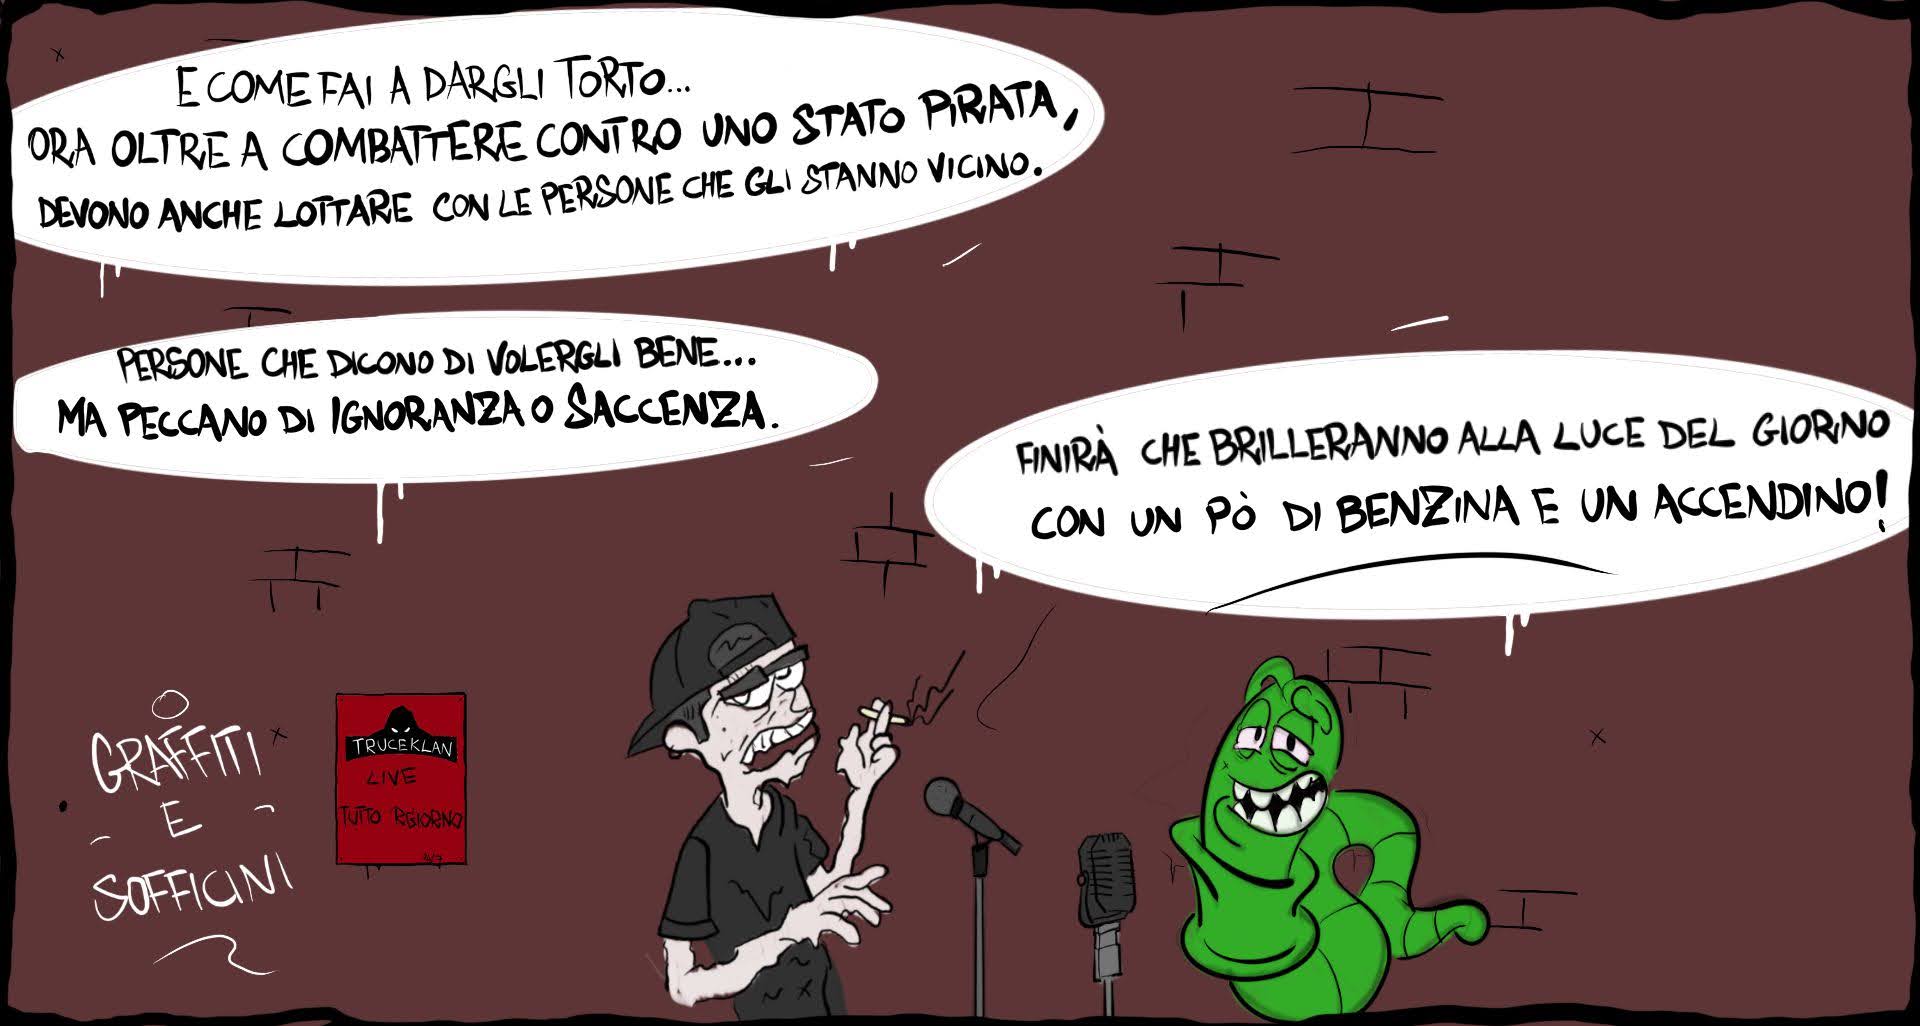 E COME FAI A DARGLI TORTO...
ORA OLTRE A COMBATTERE CONTRO UNO STATO PIRATA,
DEVONO ANCHE LOTTARE CON LE PERSONE CHE GLI STANNO VICINO.
PERSONE CHE DICONO DI VOLERGLI BENE...
MA PECCANO DI IGNORANZA O SACCENZA.
FINIRÀ CHE BRILLERANNO ALLA LUCE DEL GIORNO
CON UN PÒ DI BENZINA E UN ACCENDINO!
GRAFFITI
E
SOFFICINI
TRUCEKLAN
LIVE
TUTTO RGIORNO